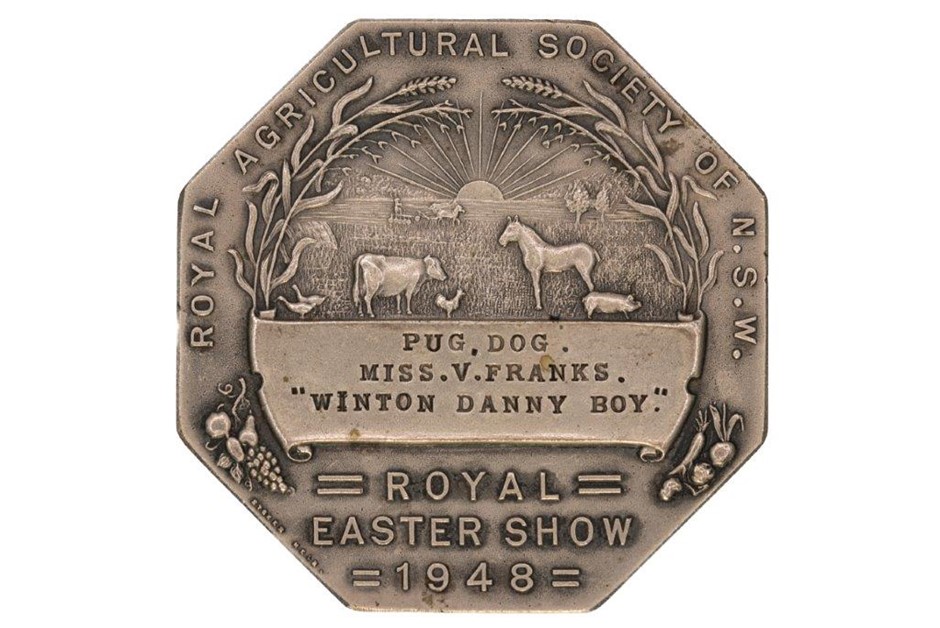 ROYAL AGRICULTURAL SOCIETY OF N.S.W.
PUG, DOG.
MISS.V.FRANKS.
"WINTON DANNY BOY."
ROYAL
EASTER SHOW
1948